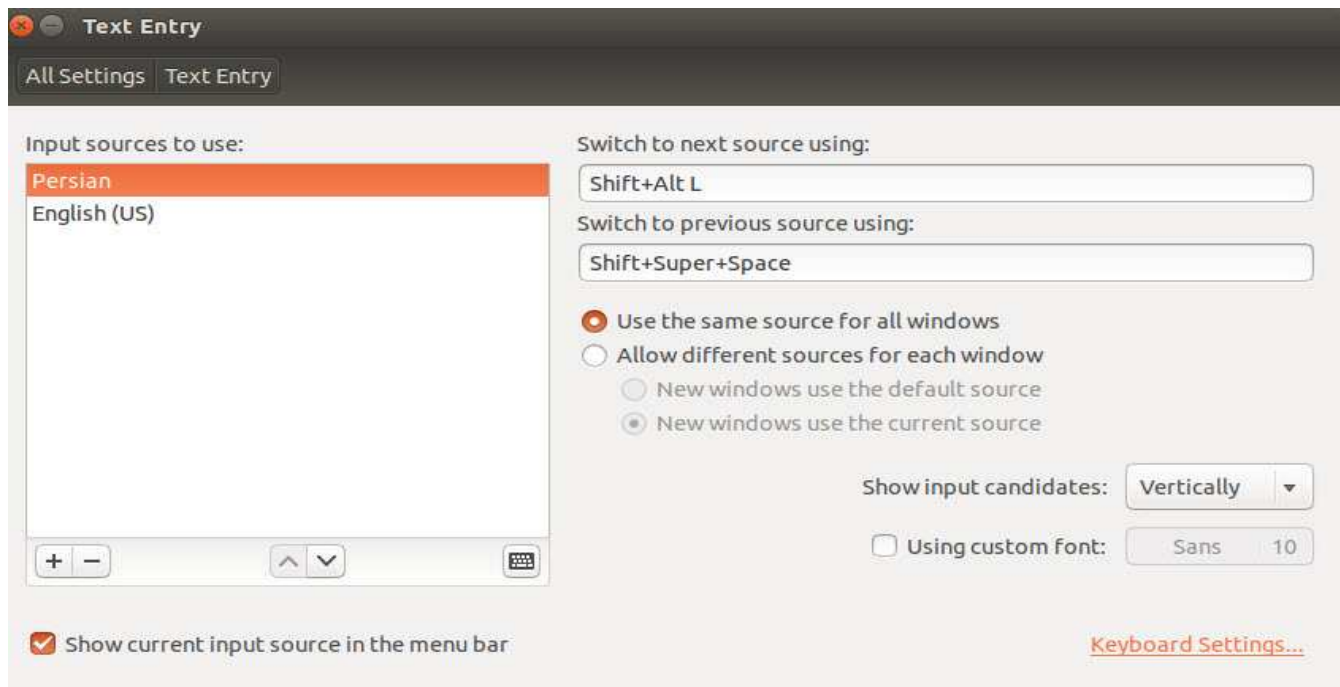 Text Entry
All Settings Text Entry
Input sources to use:
Persian
English (US)
Switch to next source using:
Shift+Alt L
Switch to previous source using:
Shift+Super+Space
Use the same source for all windows
Allow different sources for each window
New windows use the default source
New windows use the current source
Show input candidates: Vertically
Using custom font: Sans 10
Show current input source in the menu bar
Keyboard Settings...